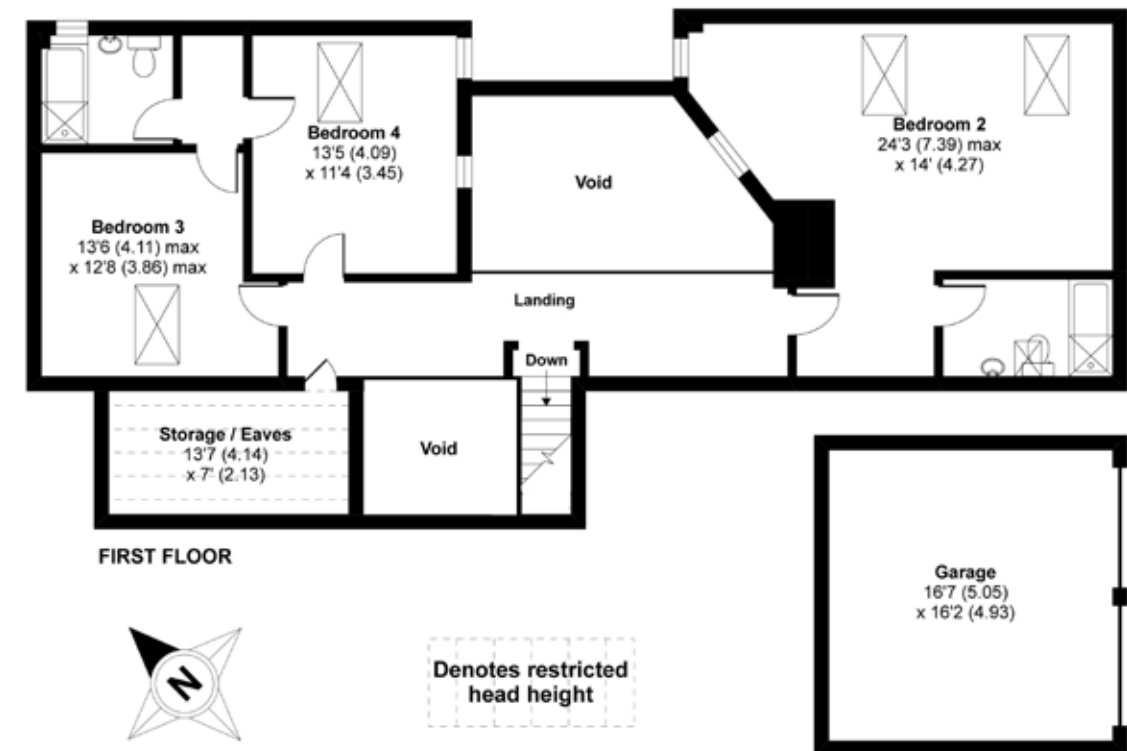 Bedroom 4
13'5 (4.09)
x 11'4 (3.45)
Bedroom 2
24'3 (7.39) max
x 14' (4.27)
Void
Bedroom 3
13'6 (4.11) max
x 12'8 (3.86) max
Landing
Down
Storage / Eaves
13'7 (4.14)
x 7' (2.13)
Void
FIRST FLOOR
Garage
16'7 (5.05)
x 16'2 (4.93)
N
Denotes restricted
head height